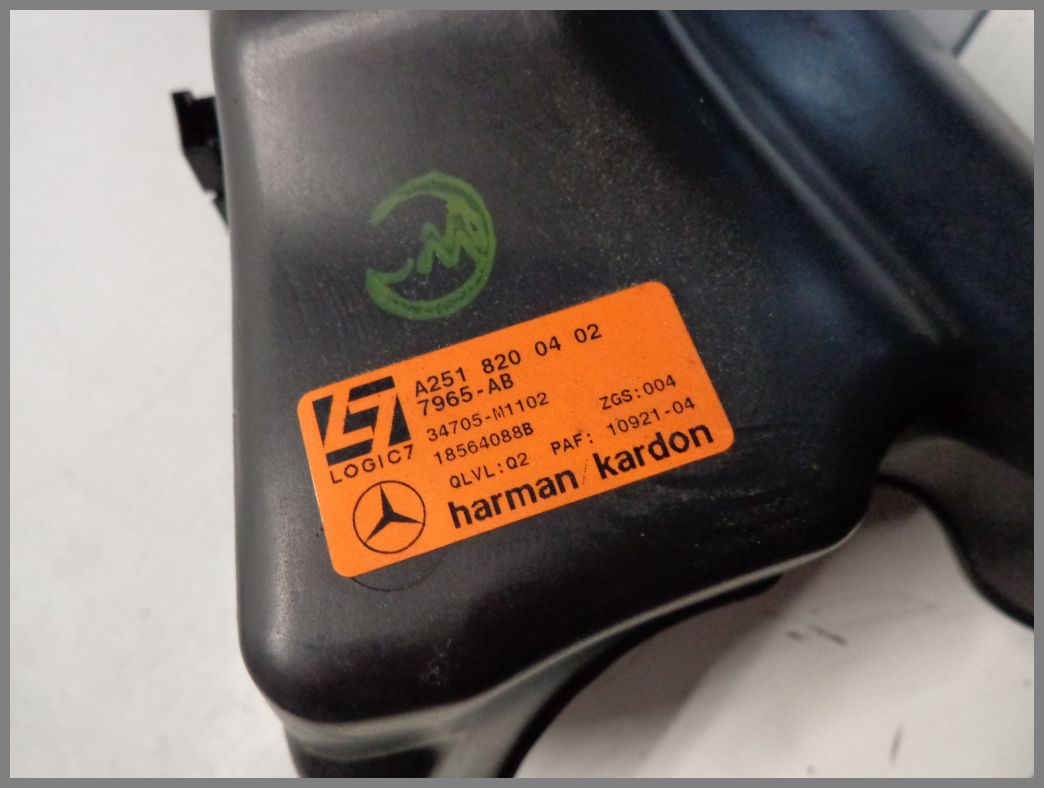 A251 820 04 02
7965-AB
34705-M1102 ZGS:004
18564088B
QLVL:Q2 PAF: 10921-04
LOGIC7
harman/kardon